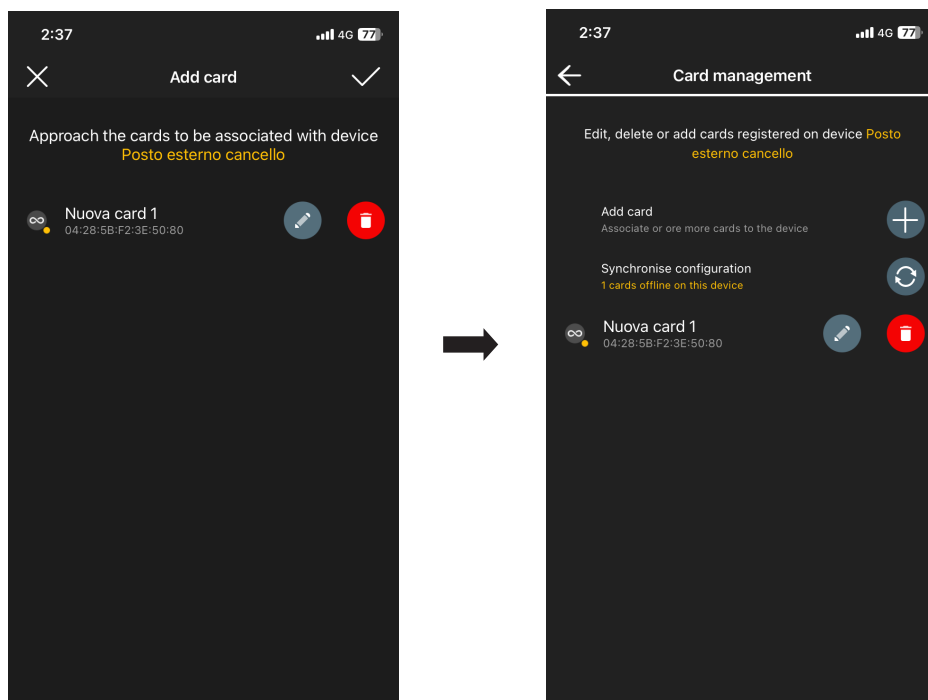 2:37
4G 77
Add card
Approach the cards to be associated with device
Posto esterno cancello
Nuova card 1
04:28:5B:F2:3E:50:80
2:37
4G 77
Card management
Edit, delete or add cards registered on device Posto
esterno cancello
Add card
Associate or ore more cards to the device
Synchronise configuration
1 cards offline on this device
Nuova card 1
04:28:5B:F2:3E:50:80